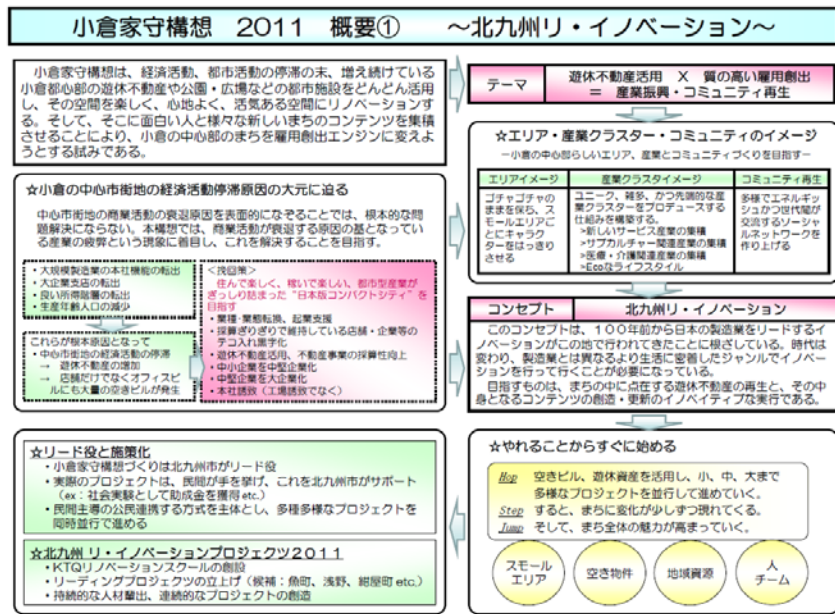 小倉家守構想 2011 概要① ～北九州リ・イノベーション～
小倉家守構想は、経済活動、都市活動の停滞の末、増え続けている
小倉都心部の遊休不動産や公園・広場などの都市施設をどんどん活用
し、その空間を楽しく、心地よく、活気ある空間にリノベーションす
る。そして、そこに面白い人と様々な新しいまちのコンテンツを集積
させることにより、小倉の中心部のまちを雇用創出エンジンに変えよ
うとする試みである。
テーマ
遊休不動産活用 X 質の高い雇用創出
＝ 産業振興・コミュニティ再生
☆エリア・産業クラスター・コミュニティのイメージ
－小倉の中心部らしいエリア、産業とコミュニティづくりを目指す－
エリアイメージ
ゴチャゴチャの
ままを保ち、ス
モールエリアご
とにキャラク
ターをはっきり
させる
産業クラスタイメージ
ユニーク、雑多、かつ先端的な産
業クラスターをプロデュースする
仕組みを構築する。
>新しいサービス産業の集積
>サブカルチャー関連産業の集積
>医療・介護関連産業の集積
>Ecoなライフスタイル
コミュニティ再生
多様でエネルギッ
シュかつ世代間が
交流するソーシャ
ルネットワークを
作り上げる
☆小倉の中心市街地の経済活動停滞原因の大元に迫る
中心市街地の商業活動の衰退原因を表面的になぞることでは、根本的な問
題解決にならない。本構想では、商業活動が衰退する原因の基となってい
る産業の疲弊という現象に着目し、これを解決することを目指す。
・大規模製造業の本社機能の転出
・大企業支店の転出
・良い所得階層の転出
・生産年齢人口の減少
これらが根本原因となって
・中心市街地の経済活動の停滞
→ 遊休不動産の増加
→ 店舗だけでなくオフィスビ
ルにも大量の空きビルが発生
＜挽回策＞
住んで楽しく、稼いで楽しい、都市型産業が
ぎっしり詰まった"日本版コンパクトシティ"を
目指す
・業種・業態転換、起業支援
・採算ぎりぎりで維持している店舗・企業等の
テコ入れ黒字化
・遊休不動産活用、不動産事業の採算性向上
・中小企業を中堅企業化
・中堅企業を大企業化
・本社誘致（工場誘致でなく）
コンセプト
北九州リ・イノベーション
このコンセプトは、１００年前から日本の製造業をリードするイ
ノベーションがこの地で行われてきたことに根ざしている。時代は
変わり、製造業とは異なるより生活に密着したジャンルでイノベー
ションを行って行くことが必要になっている。
目指すものは、まちの中に点在する遊休不動産の再生と、その中
身となるコンテンツの創造・更新のイノベイティブな実行である。
☆リード役と施策化
・小倉家守構想づくりは北九州市がリード役
・実際のプロジェクトは、民間が手を挙げ、これを北九州市がサポート
（ex：社会実験として助成金を獲得 etc.）
・民間主導の公民連携する方式を主体とし、多種多様なプロジェクトを
同時並行で進める
☆北九州 リ・イノベーションプロジェクツ２０１１
・KTQリノベーションスクールの創設
・リーディングプロジェクツの立上げ（候補：魚町、浅野、紺屋町 etc.）
・持続的な人材輩出、連続的なプロジェクトの創造
☆やれることからすぐに始める
Hop 空きビル、遊休資産を活用し、小、中、大まで
多様なプロジェクトを並行して進めていく。
Step すると、まちに変化が少しずつ現れてくる。
Jump そして、まち全体の魅力が高まっていく。
スモール
エリア
空き物件
地域資源
人
チーム